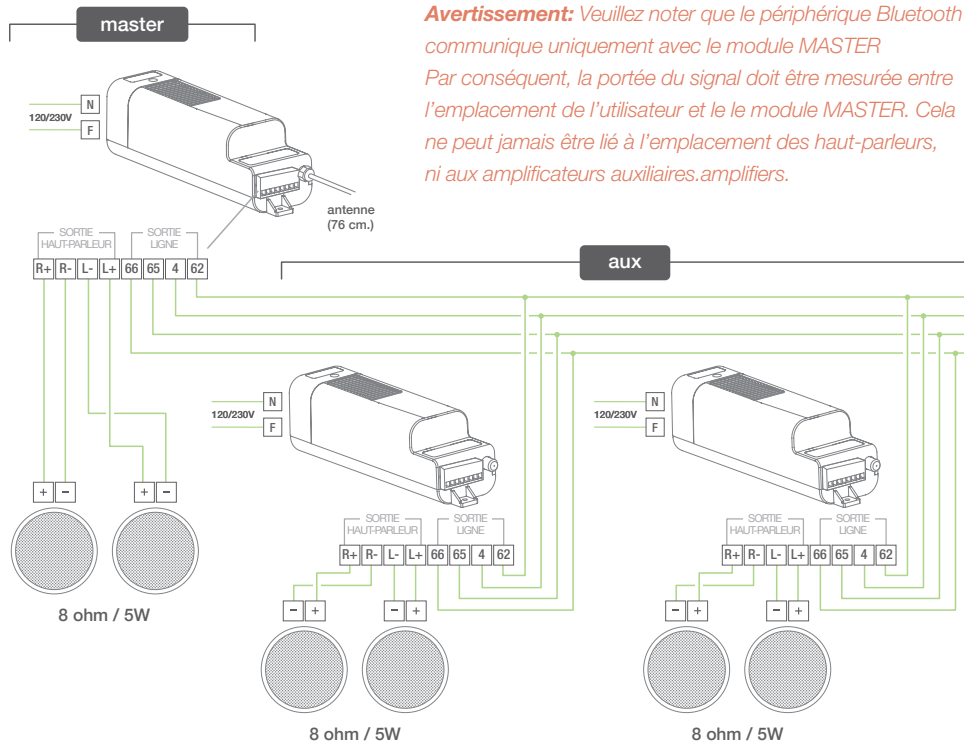 master
Avertissement: Veuillez noter que le périphérique Bluetooth
communique uniquement avec le module MASTER
Par conséquent, la portée du signal doit être mesurée entre
l'emplacement de l'utilisateur et le le module MASTER. Cela
ne peut jamais être lié à l'emplacement des haut-parleurs,
ni aux amplificateurs auxiliaires.amplifiers.
N
120/230V
F
antenne
(76 cm.)
SORTIE
HAUT-PARLEUR
SORTIE
LIGNE
R+ R- L- L+ 66 65 4 62
aux
N
120/230V
F
N
120/230V
F
+ − + −
8 ohm / 5W
SORTIE
HAUT-PARLEUR
SORTIE
LIGNE
R+ R- L- L+ 66 65 4 62
− + − +
8 ohm / 5W
SORTIE
HAUT-PARLEUR
SORTIE
LIGNE
R+ R- L- L+ 66 65 4 62
− + − +
8 ohm / 5W